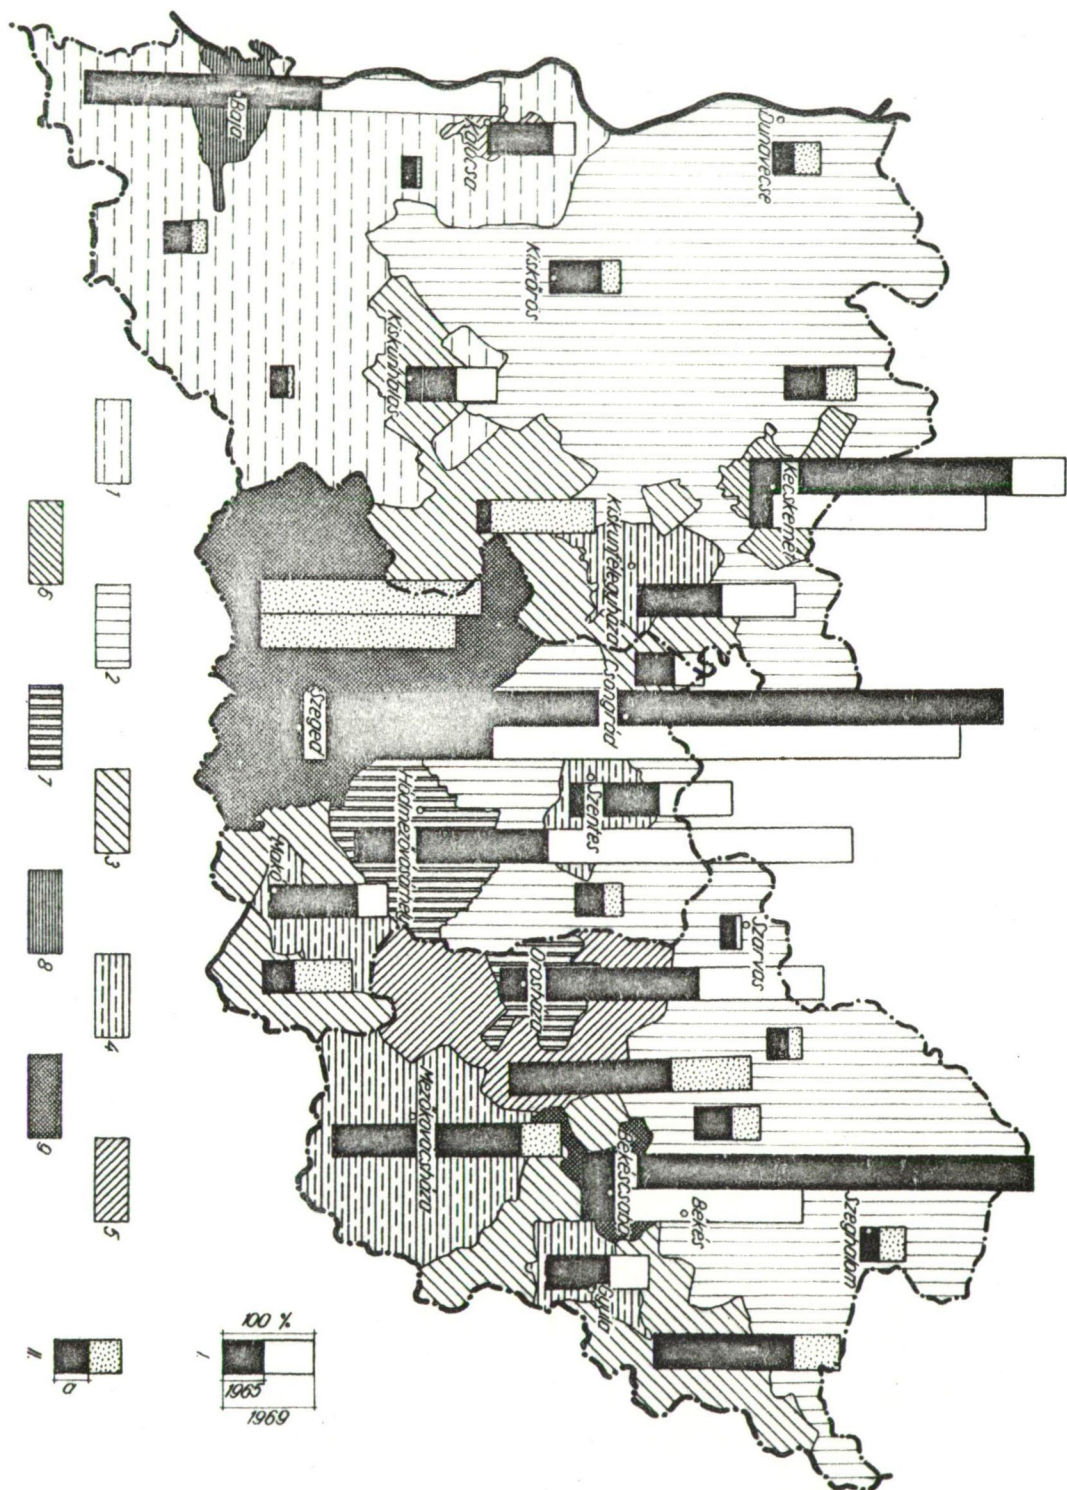 Baja
Kalocsa
Dunavecse
Kiskőrös
Kiskunhalas
Kecskemét
Kiskunfélegyháza
Csongrád
Szeged
Szentes
Hódmezővásárhely
Makó
Szarvas
Orosháza
Mezőkovácsháza
Békéscsaba
Békés
Szeghalom
Gyula
1
2
3
4
5
6
7
8
9
I.
100 %
1965
1969
II.
a